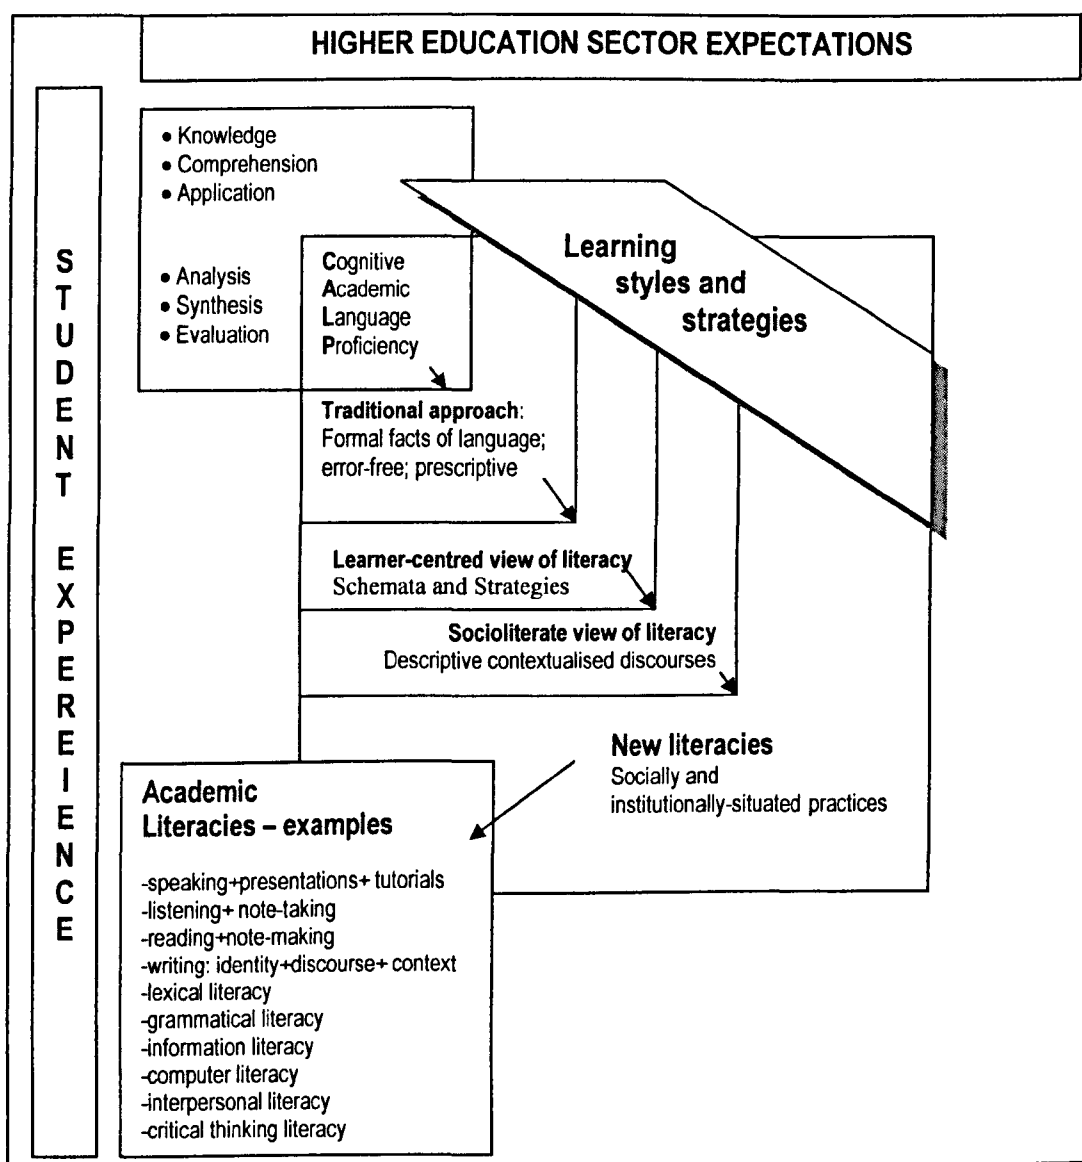 HIGHER EDUCATION SECTOR EXPECTATIONS
STUDENT EXPEREIENCE
• Knowledge
• Comprehension
• Application
• Analysis
• Synthesis
• Evaluation
Cognitive
Academic
Language
Proficiency
Learning
styles and
strategies
Traditional approach:
Formal facts of language;
error-free; prescriptive
Learner-centred view of literacy
Schemata and Strategies
Socioliterate view of literacy
Descriptive contextualised discourses
New literacies
Socially and
institutionally-situated practices
Academic
Literacies – examples
-speaking+presentations+ tutorials
-listening+ note-taking
-reading+note-making
-writing: identity+discourse+ context
-lexical literacy
-grammatical literacy
-information literacy
-computer literacy
-interpersonal literacy
-critical thinking literacy